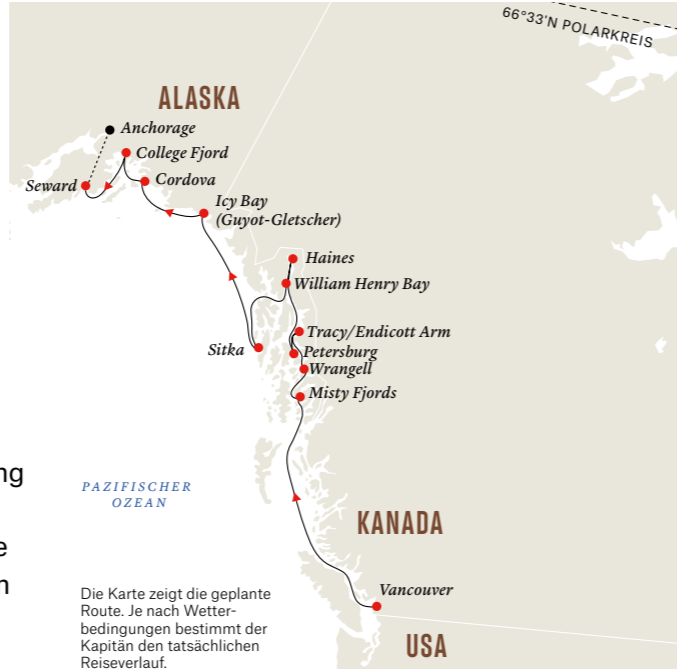 66°33'N POLARKREIS
ALASKA
Anchorage
College Fjord
Seward
Cordova
Icy Bay
(Guyot-Gletscher)
Haines
William Henry Bay
Tracy/Endicott Arm
Sitka
Petersburg
Wrangell
Misty Fjords
ng
PAZIFISCHER
OZEAN
KANADA
e
n
Die Karte zeigt die geplante
Route. Je nach Wetter-
bedingungen bestimmt der
Kapitän den tatsächlichen
Reiseverlauf.
Vancouver
USA